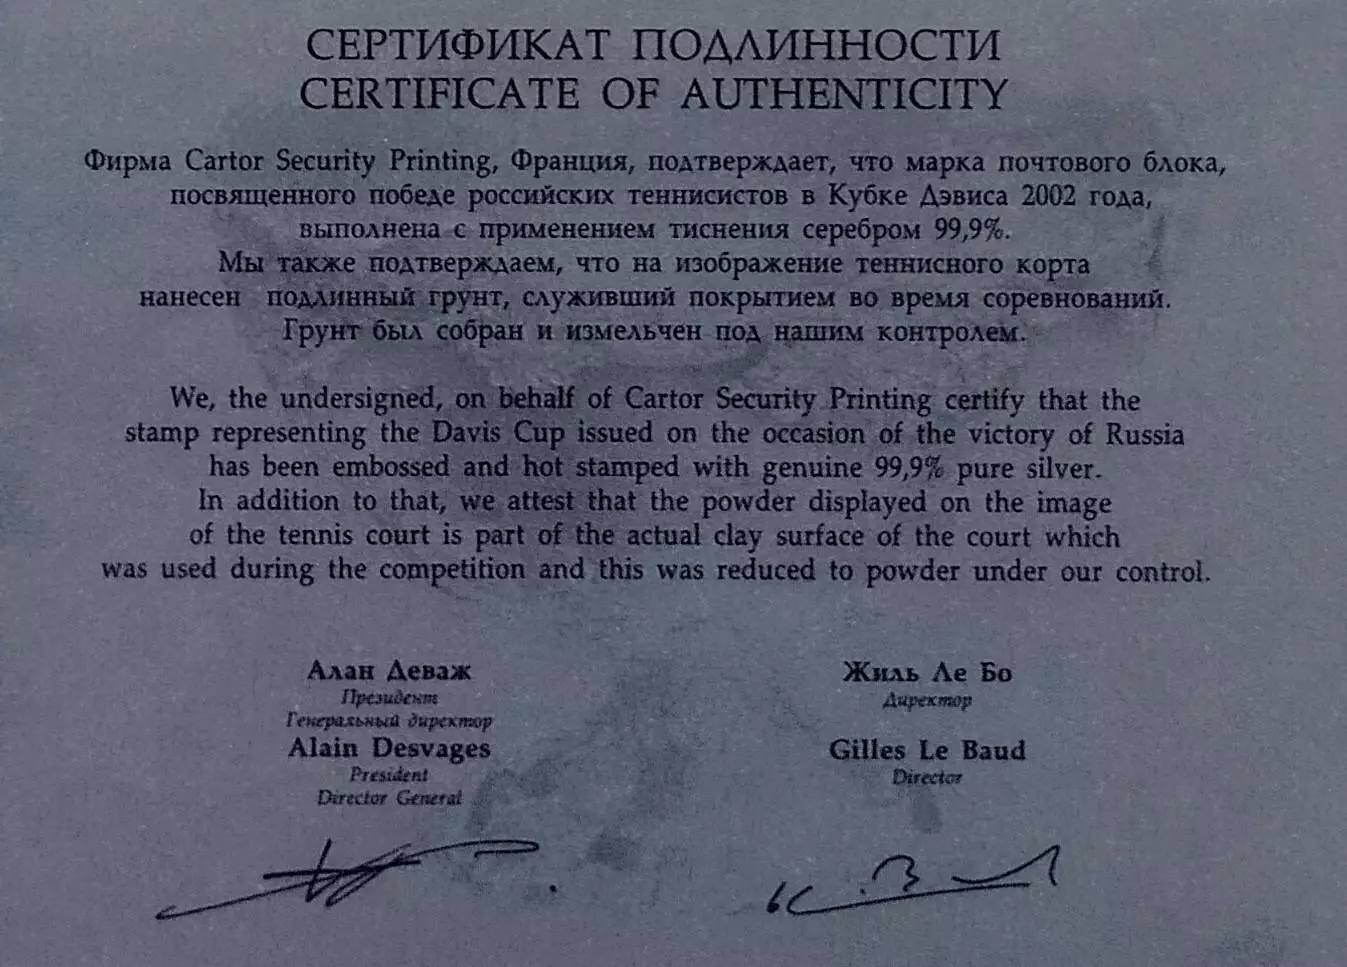 СЕРТИФИКАТ ПОДЛИННОСТИ
CERTIFICATE OF AUTHENTICITY
Фирма Cartor Security Printing, Франция, подтверждает, что марка почтового блока,
посвященного победе российских теннисистов в Кубке Дэвиса 2002 года,
выполнена с применением тиснения серебром 99,9%.
Мы также подтверждаем, что на изображение теннисного корта
нанесен подлинный грунт, служивший покрытием во время соревнований.
Грунт был собран и измельчен под нашим контролем.
We, the undersigned, on behalf of Cartor Security Printing certify that the
stamp representing the Davis Cup issued on the occasion of the victory of Russia
has been embossed and hot stamped with genuine 99,9% pure silver.
In addition to that, we attest that the powder displayed on the image
of the tennis court is part of the actual clay surface of the court which
was used during the competition and this was reduced to powder under our control.
Алан Деваж
Президент
Генеральный директор
Alain Desvages
President
Director General
Жиль Ле Бо
Директор
Gilles Le Baud
Director